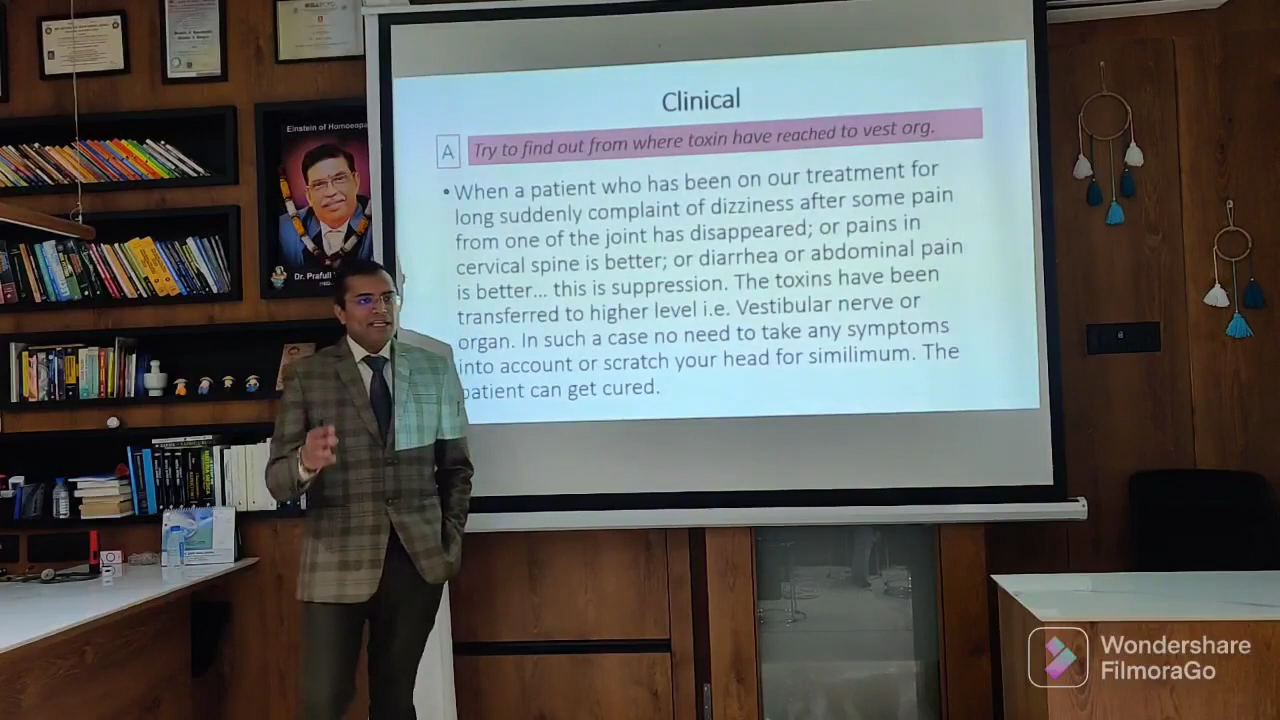 Clinical
A
Try to find out from where toxin have reached to vest org.
• When a patient who has been on our treatment for
long suddenly complaint of dizziness after some pain
from one of the joint has disappeared; or pains in
cervical spine is better; or diarrhea or abdominal pain
is better... this is suppression. The toxins have been
transferred to higher level i.e. Vestibular nerve or
organ. In such a case no need to take any symptoms
into account or scratch your head for similimum. The
patient can get cured.
Einstein of Homoeopa
Dr. Prafull
Wondershare
FilmoraGo